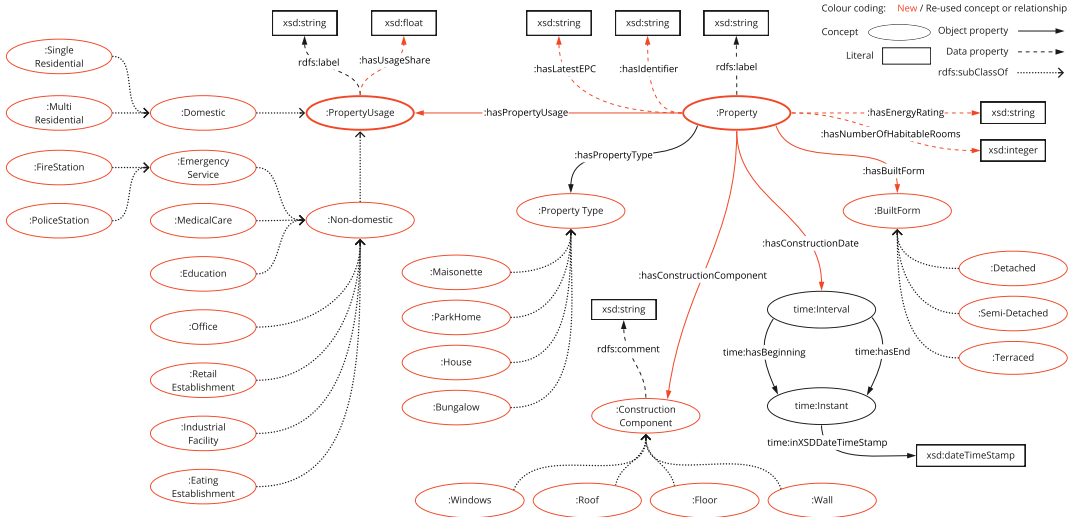 Colour coding: New / Re-used concept or relationship
Concept
Object property
Literal
Data property
rdfs:subClassOf
xsd:string
xsd:float
xsd:string
xsd:string
xsd:string
rdfs:label
:hasUsageShare
:hasLatestEPC
:hasIdentifier
rdfs:label
:Single
Residential
:Multi
Residential
:Domestic
:PropertyUsage
:hasPropertyUsage
:Property
:hasEnergyRating
xsd:string
:hasNumberOfHabitableRooms
xsd:integer
:FireStation
:Emergency
Service
:hasPropertyType
:hasBuiltForm
:PoliceStation
:MedicalCare
:Non-domestic
:Property Type
:BuiltForm
:hasConstructionDate
:Education
:Maisonette
:hasConstructionComponent
:Detached
:Office
:ParkHome
xsd:string
time:Interval
:Semi-Detached
rdfs:comment
time:hasBeginning
time:hasEnd
:House
:Terraced
:Retail
Establishment
:Bungalow
:Construction
Component
time:Instant
:Industrial
Facility
time:inXSDDateTimeStamp
xsd:dateTimeStamp
:Eating
Establishment
:Windows
:Roof
:Floor
:Wall